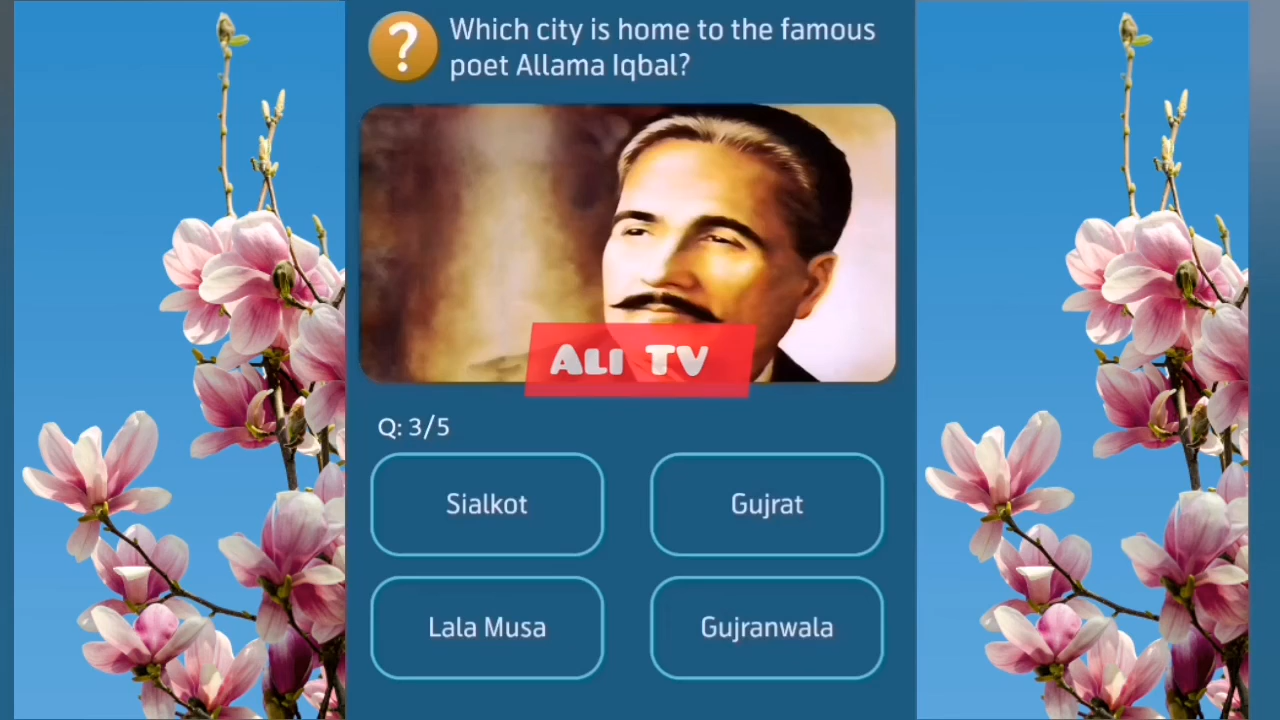 ?
Which city is home to the famous
poet Allama Iqbal?
ALI TV
Q: 3/5
Sialkot
Gujrat
Lala Musa
Gujranwala